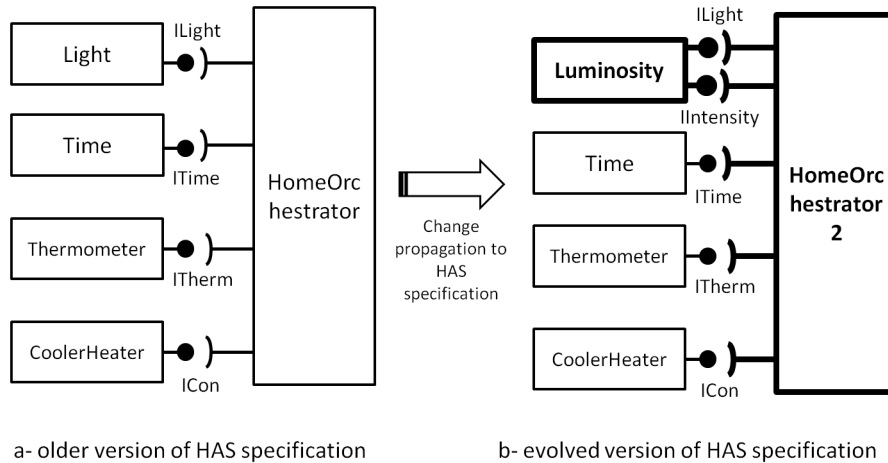 ILight
Light
Time
ITime
HomeOrc
hestrator
Thermometer
ITherm
CoolerHeater
ICon
a- older version of HAS specification
Change
propagation to
HAS
specification
ILight
Luminosity
IIntensity
Time
ITime
HomeOrc
hestrator
2
Thermometer
ITherm
CoolerHeater
ICon
b- evolved version of HAS specification